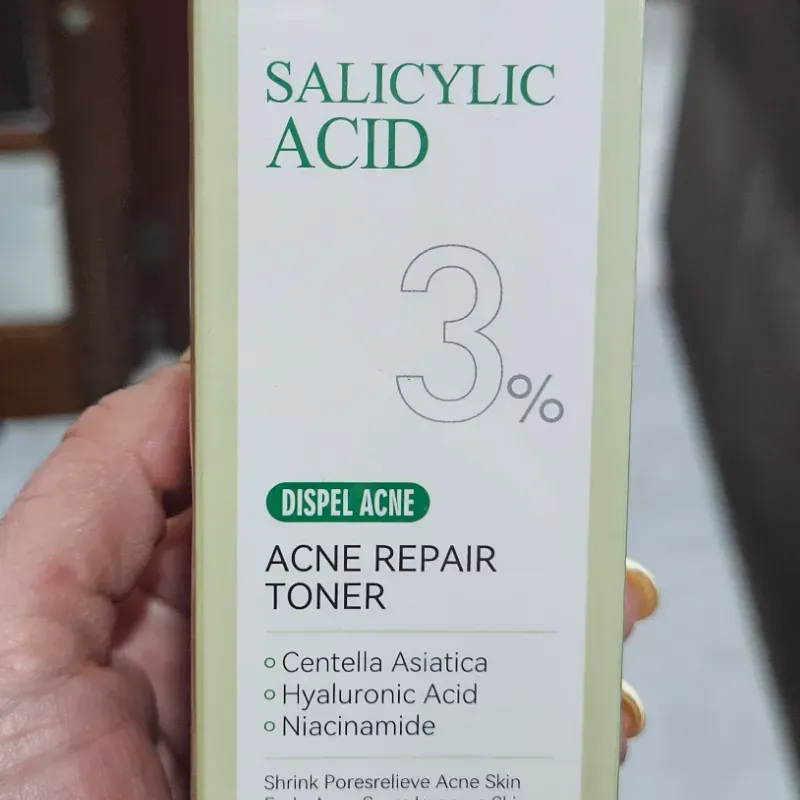 SALICYLIC
ACID
3%
DISPEL ACNE
ACNE REPAIR
TONER
Centella Asiatica
Hyaluronic Acid
Niacinamide
Shrink Poresrelieve Acne Skin